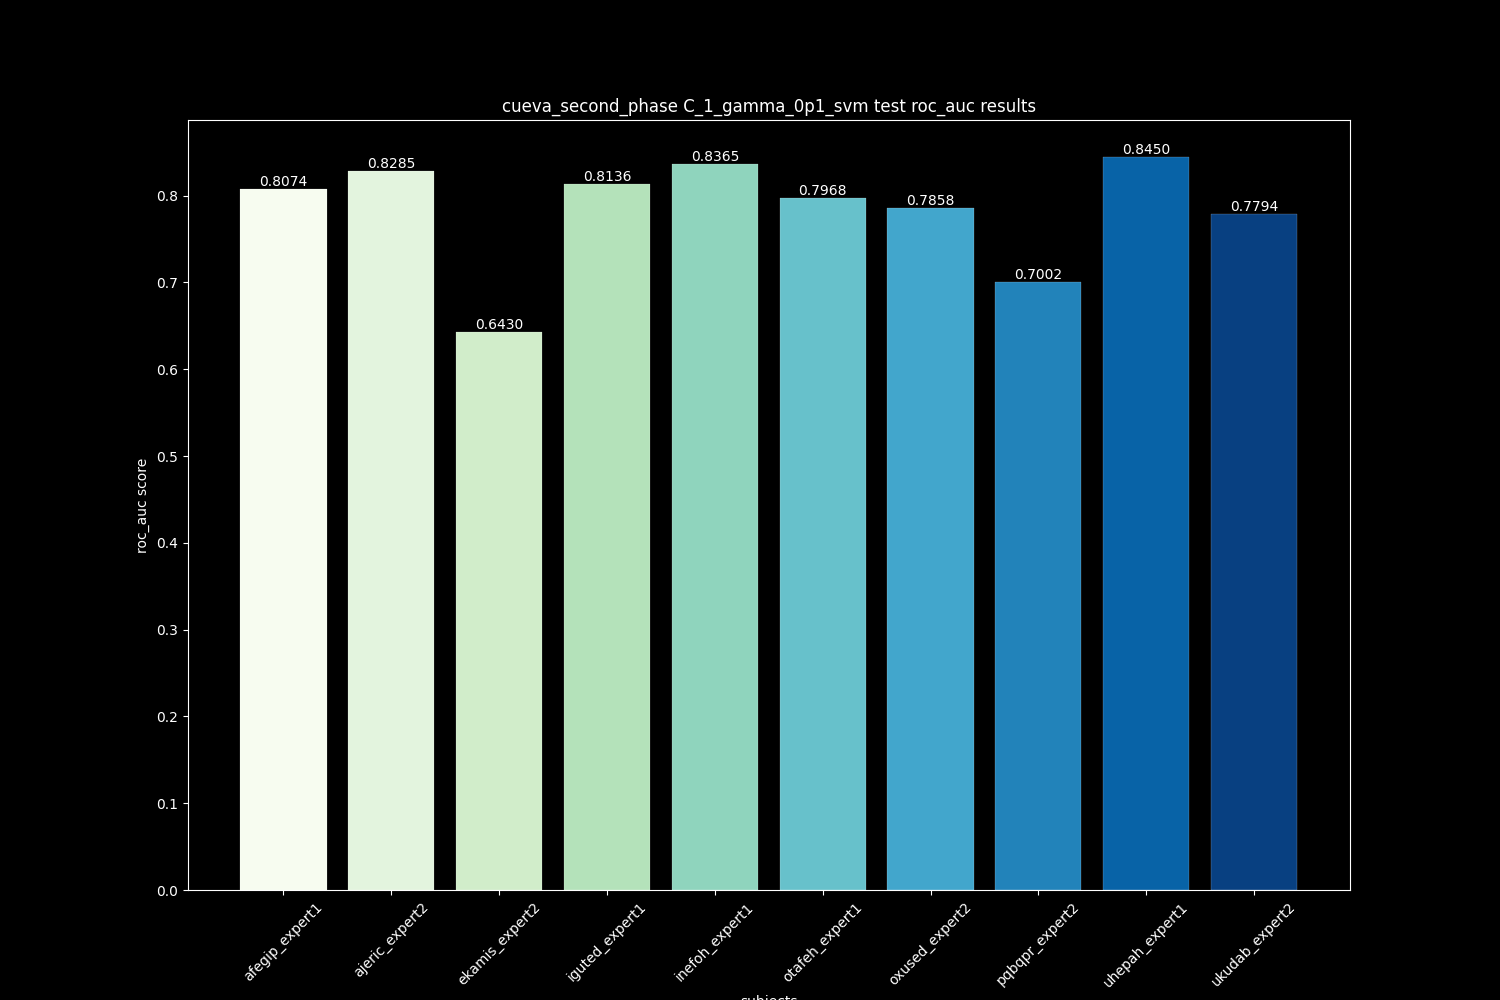 cueva_second_phase C_1_gamma_0p1_svm test roc_auc results
0.8074
0.8285
0.6430
0.8136
0.8365
0.7968
0.7858
0.7002
0.8450
0.7794
0.8
0.7
0.6
0.5
0.4
0.3
0.2
0.1
0.0
roc_auc score
afegip_expert1
ajeric_expert2
ekamis_expert2
iguted_expert1
inefoh_expert1
otafeh_expert1
oxused_expert2
pqbqpr_expert2
uhepah_expert1
ukudab_expert2
subjects